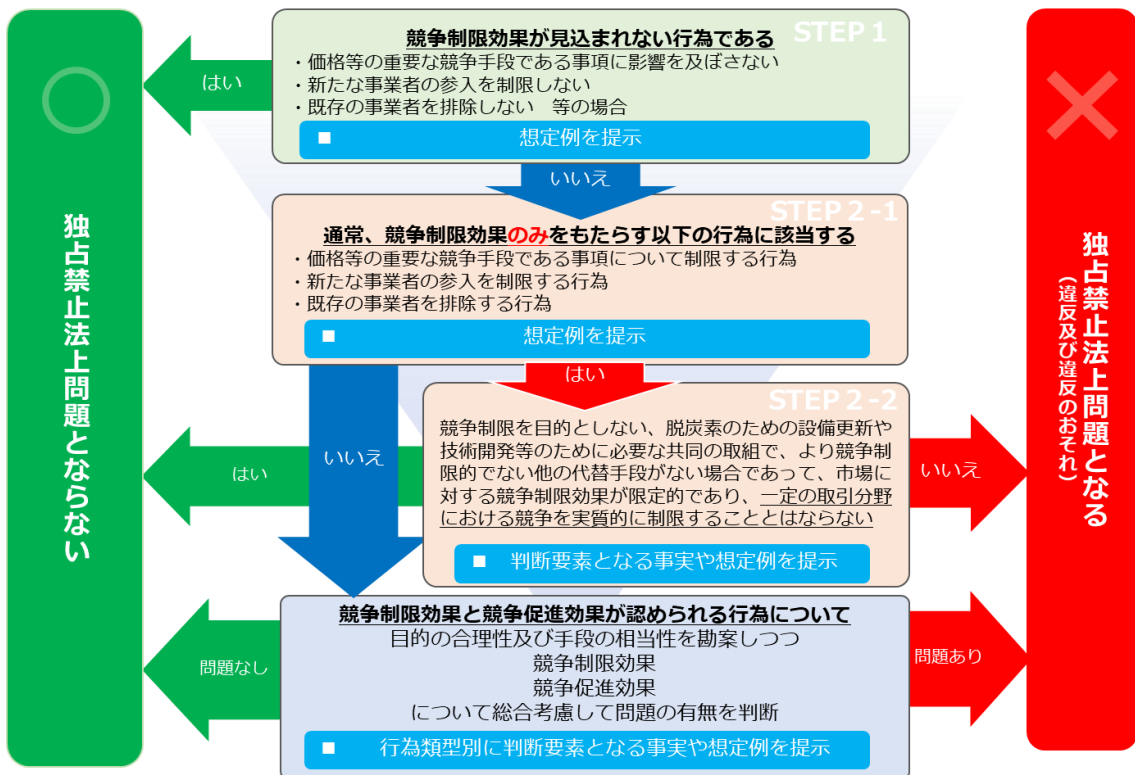 独占禁止法上問題とならない
STEP 1
競争制限効果が見込まれない行為である
・価格等の重要な競争手段である事項に影響を及ぼさない
・新たな事業者の参入を制限しない
・既存の事業者を排除しない 等の場合
■ 想定例を提示
はい
いいえ
STEP 2 -1
通常、競争制限効果のみをもたらす以下の行為に該当する
・価格等の重要な競争手段である事項について制限する行為
・新たな事業者の参入を制限する行為
・既存の事業者を排除する行為
■ 想定例を提示
はい
いいえ
STEP 2 -2
競争制限を目的としない、脱炭素のための設備更新や
技術開発等のために必要な共同の取組で、より競争制
限的でない他の代替手段がない場合であって、市場に
対する競争制限効果が限定的であり、一定の取引分野
における競争を実質的に制限することとはならない
■ 判断要素となる事実や想定例を提示
はい
いいえ
競争制限効果と競争促進効果が認められる行為について
目的の合理性及び手段の相当性を勘案しつつ
競争制限効果
競争促進効果
について総合考慮して問題の有無を判断
■ 行為類型別に判断要素となる事実や想定例を提示
問題なし
問題あり
独占禁止法上問題となる
（違反及び違反のおそれ）